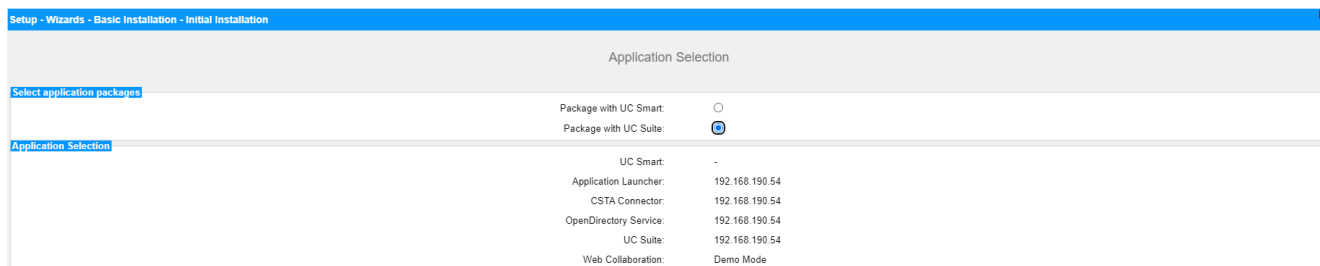 Setup - Wizards - Basic Installation - Initial Installation
Application Selection
Select application packages
Package with UC Smart:
Package with UC Suite:
Application Selection
UC Smart: -
Application Launcher: 192.168.190.54
CSTA Connector: 192.168.190.54
OpenDirectory Service: 192.168.190.54
UC Suite: 192.168.190.54
Web Collaboration: Demo Mode